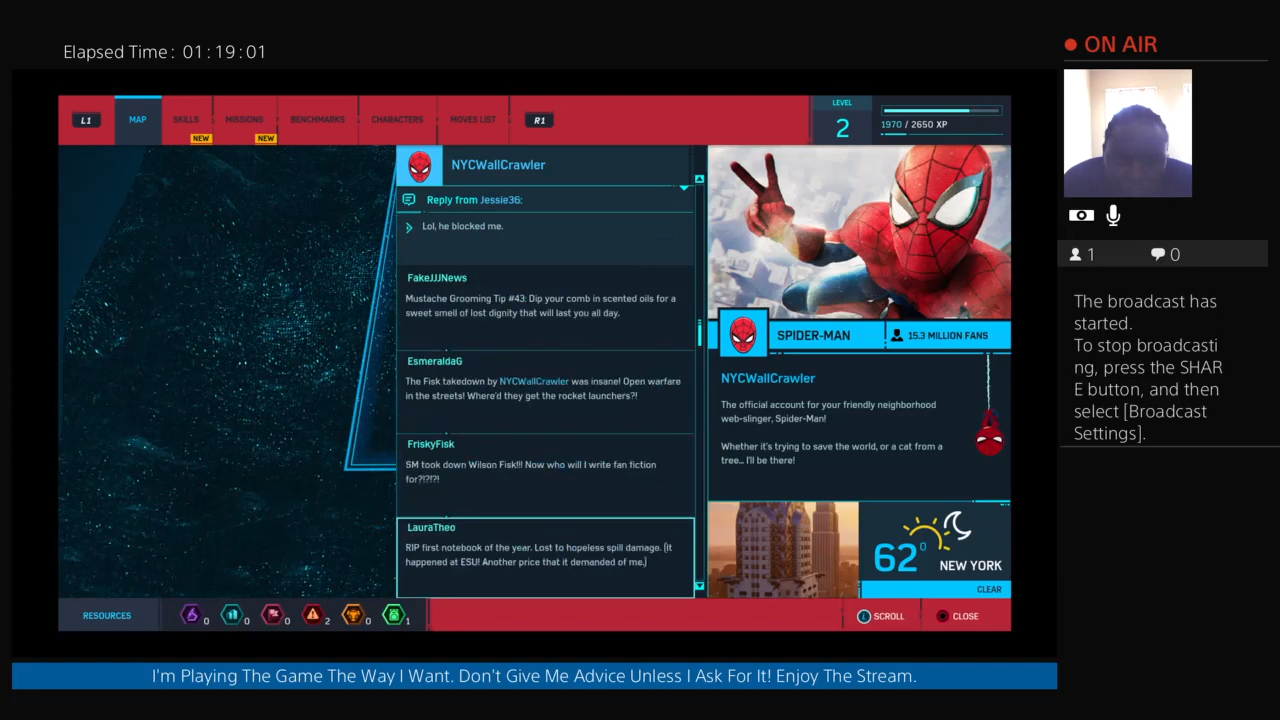 Elapsed Time: 01:19:01
ON AIR
L1
MAP
SKILLS
NEW
MISSIONS
NEW
BENCHMARKS
CHARACTERS
MOVES LIST
R1
LEVEL
2
1970 / 2650 XP
NYCWallCrawler
Reply from Jessie36:
Lol, he blocked me.
FakeJJJNews
Mustache Grooming Tip #43: Dip your comb in scented oils for a
sweet smell of lost dignity that will last you all day.
EsmeraldaG
The Fisk takedown by NYCWallCrawler was insane! Open warfare
in the streets! Where'd they get the rocket launchers?!
FriskyFisk
SM took down Wilson Fisk!!! Now who will I write fan fiction
for?!?!?!
LauraTheo
RIP first notebook of the year. Lost to hopeless spill damage. (It
happened at ESU! Another price that it demanded of me.)
SPIDER-MAN
15.3 MILLION FANS
NYCWallCrawler
The official account for your friendly neighborhood
web-slinger, Spider-Man!
Whether it's trying to save the world, or a cat from a
tree... I'll be there!
62°
NEW YORK
CLEAR
RESOURCES
0
0
0
2
0
1
L SCROLL
CLOSE
1
0
The broadcast has
started.
To stop broadcasti
ng, press the SHAR
E button, and then
select [Broadcast
Settings].
I'm Playing The Game The Way I Want. Don't Give Me Advice Unless I Ask For It! Enjoy The Stream.